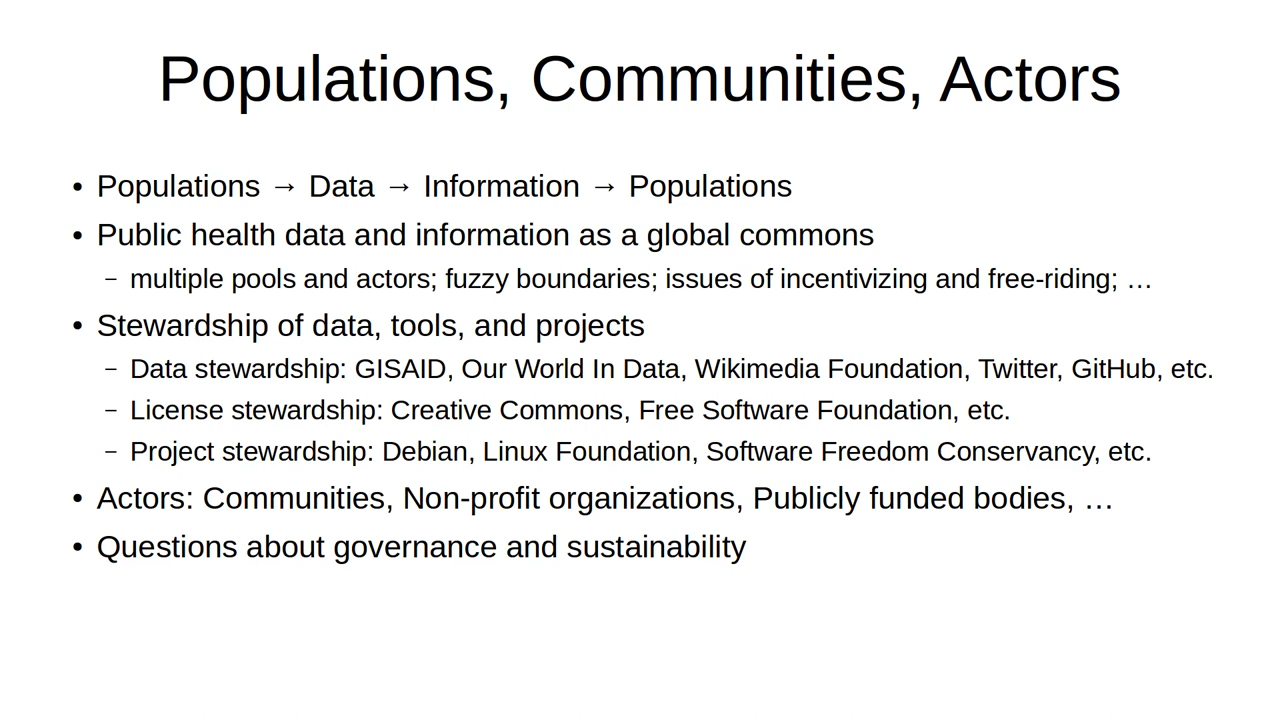 Populations, Communities, Actors
• Populations → Data → Information → Populations
• Public health data and information as a global commons
– multiple pools and actors; fuzzy boundaries; issues of incentivizing and free-riding; …
• Stewardship of data, tools, and projects
– Data stewardship: GISAID, Our World In Data, Wikimedia Foundation, Twitter, GitHub, etc.
– License stewardship: Creative Commons, Free Software Foundation, etc.
– Project stewardship: Debian, Linux Foundation, Software Freedom Conservancy, etc.
• Actors: Communities, Non-profit organizations, Publicly funded bodies, …
• Questions about governance and sustainability